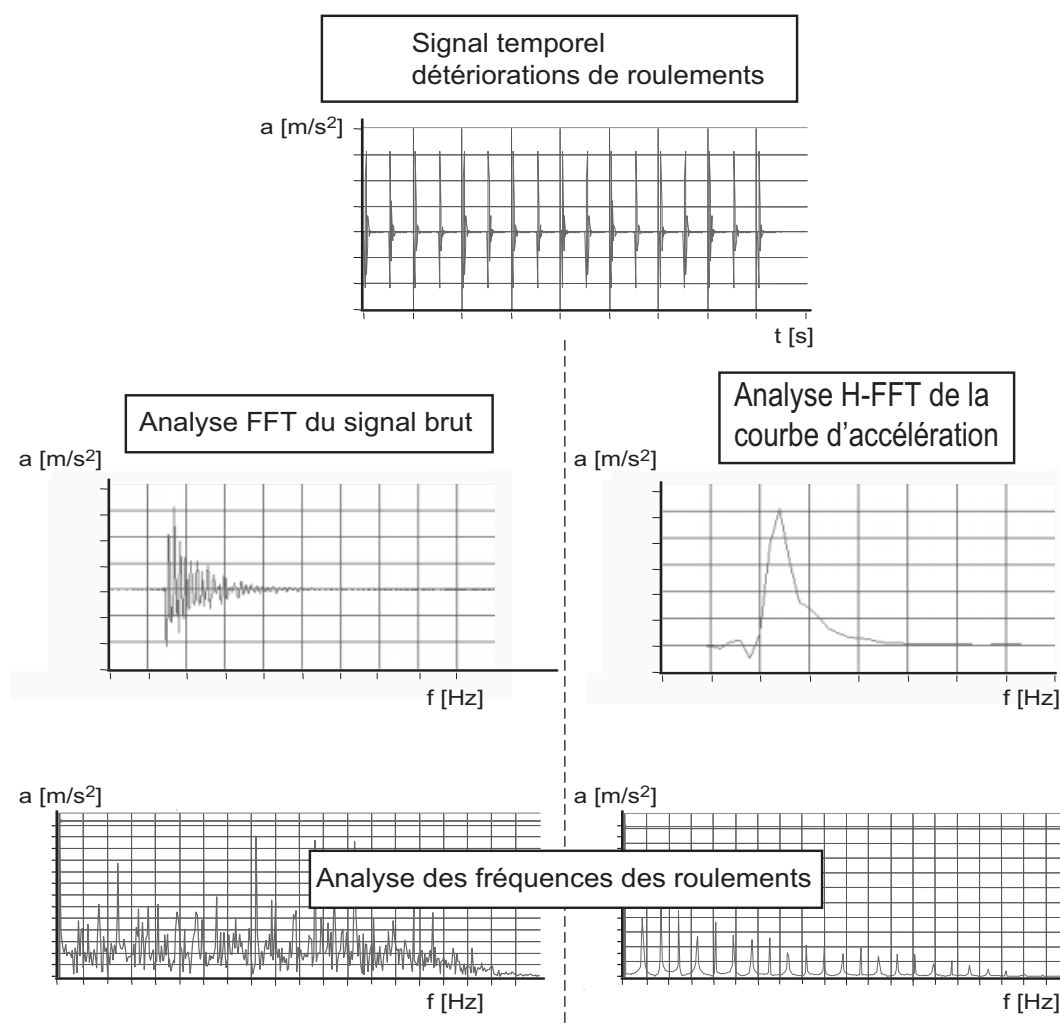 Signal temporel
détériorations de roulements
a [m/s²]
t [s]
Analyse FFT du signal brut
a [m/s²]
f [Hz]
Analyse H-FFT de la
courbe d'accélération
a [m/s²]
f [Hz]
a [m/s²]
a [m/s²]
Analyse des fréquences des roulements
f [Hz]
f [Hz]